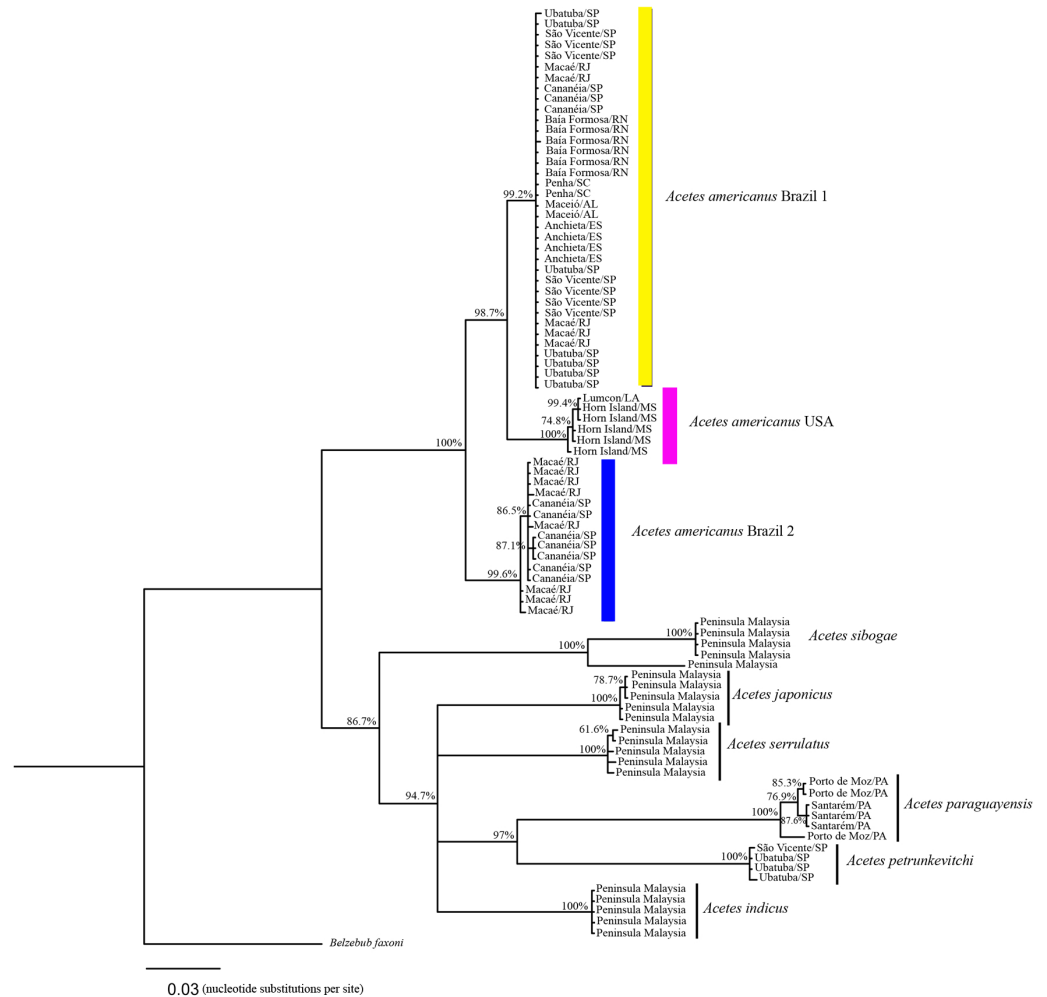 Ubatuba/SP
Ubatuba/SP
São Vicente/SP
São Vicente/SP
São Vicente/SP
Macaé/RJ
Macaé/RJ
Cananéia/SP
Cananéia/SP
Cananéia/SP
Baía Formosa/RN
Baía Formosa/RN
Baía Formosa/RN
Baía Formosa/RN
Baía Formosa/RN
Baía Formosa/RN
Penha/SC
Penha/SC
99.2%
Acetes americanus Brazil 1
Maceió/AL
Maceió/AL
Anchieta/ES
Anchieta/ES
Anchieta/ES
Anchieta/ES
Ubatuba/SP
São Vicente/SP
São Vicente/SP
São Vicente/SP
São Vicente/SP
98.7%
Macaé/RJ
Macaé/RJ
Macaé/RJ
Ubatuba/SP
Ubatuba/SP
Ubatuba/SP
Ubatuba/SP
Lumcon/LA
99.4%
Horn Island/MS
Horn Island/MS
74.8%
Acetes americanus USA
Horn Island/MS
100%
Horn Island/MS
100%
Horn Island/MS
Macaé/RJ
Macaé/RJ
Macaé/RJ
Macaé/RJ
Cananéia/SP
86.5%
Cananéia/SP
Macaé/RJ
Acetes americanus Brazil 2
Cananéia/SP
87.1%
Cananéia/SP
Cananéia/SP
Cananéia/SP
99.6%
Cananéia/SP
Macaé/RJ
Macaé/RJ
Macaé/RJ
Peninsula Malaysia
100%
Peninsula Malaysia
Acetes sibogae
100%
Peninsula Malaysia
Peninsula Malaysia
Peninsula Malaysia
Peninsula Malaysia
78.7%
Peninsula Malaysia
Acetes japonicus
Peninsula Malaysia
100%
Peninsula Malaysia
Peninsula Malaysia
86.7%
61.6%
Peninsula Malaysia
Peninsula Malaysia
Acetes serrulatus
100%
Peninsula Malaysia
Peninsula Malaysia
Peninsula Malaysia
85.3%
Porto de Moz/PA
Porto de Moz/PA
94.7%
76.9%
Santarém/PA
Acetes paraguayensis
100%
Santarém/PA
87.6%
Santarém/PA
97%
Porto de Moz/PA
São Vicente/SP
100%
Ubatuba/SP
Acetes petrunkevitchi
Ubatuba/SP
Ubatuba/SP
Peninsula Malaysia
Peninsula Malaysia
100%
Peninsula Malaysia
Acetes indicus
Peninsula Malaysia
Peninsula Malaysia
Belzebub faxoni
0.03 (nucleotide substitutions per site)